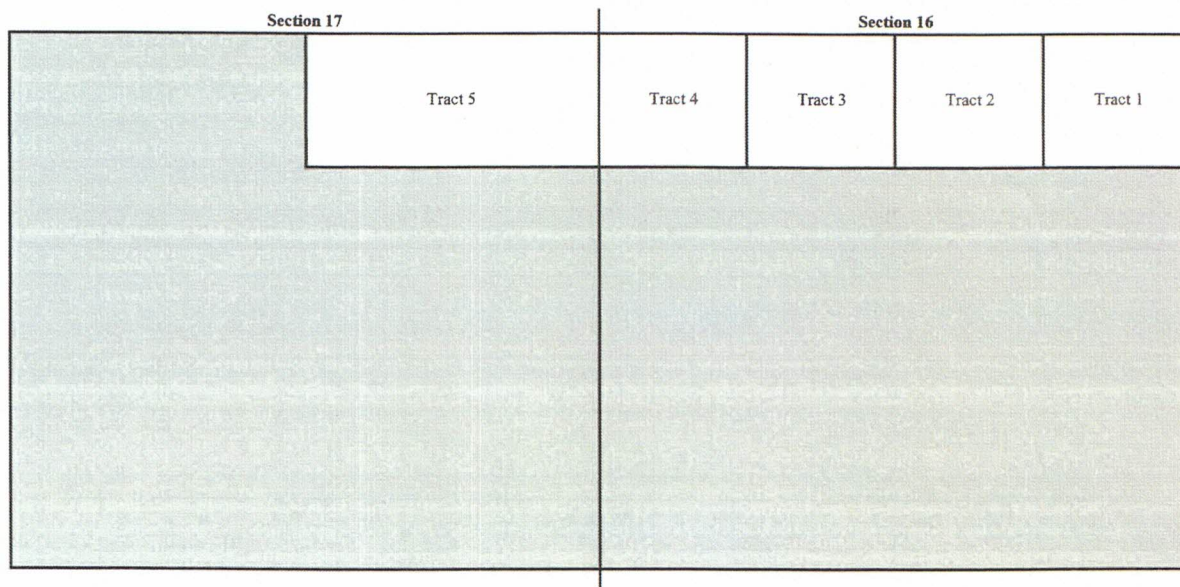 Section 17
Section 16
Tract 5
Tract 4
Tract 3
Tract 2
Tract 1